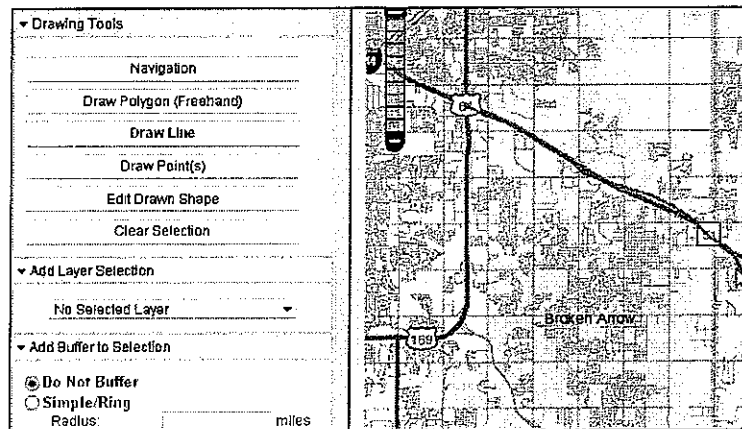 Drawing Tools
Navigation
Draw Polygon (Freehand)
Draw Line
Draw Point(s)
Edit Drawn Shape
Clear Selection
Add Layer Selection
No Selected Layer
Add Buffer to Selection
Do Not Buffer
Simple/Ring
Radius: miles
Broken Arrow
169